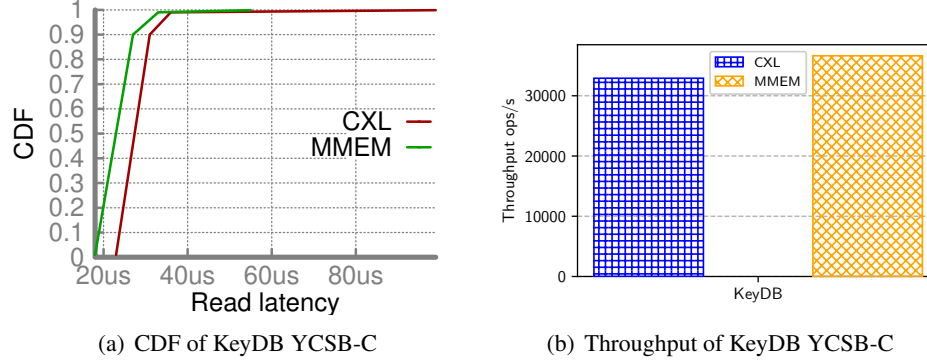 1
0.9
0.8
0.7
0.6
0.5
0.4
0.3
0.2
0.1
0
CDF
CXL
MMEM
20us 40us 60us 80us
Read latency
(a) CDF of KeyDB YCSB-C
CXL
MMEM
30000
20000
10000
0
Throughput ops/s
KeyDB
(b) Throughput of KeyDB YCSB-C